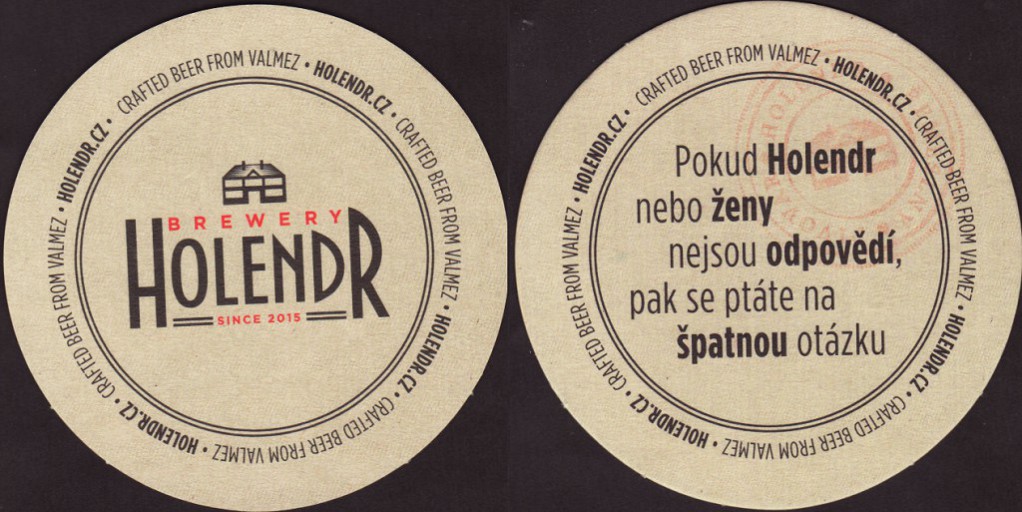 CRAFTED BEER FROM VALMEZ • HOLENDR.CZ • CRAFTED BEER FROM VALMEZ • HOLENDR.CZ • CRAFTED BEER FROM VALMEZ • HOLENDR.CZ • CRAFTED BEER FROM VALMEZ • HOLENDR.CZ •
BREWERY
HOLENDR
SINCE 2015
CRAFTED BEER FROM VALMEZ • HOLENDR.CZ • CRAFTED BEER FROM VALMEZ • HOLENDR.CZ • CRAFTED BEER FROM VALMEZ • HOLENDR.CZ • CRAFTED BEER FROM VALMEZ • HOLENDR.CZ •
Pokud Holendr
nebo ženy
nejsou odpovědí,
pak se ptáte na
špatnou otázku